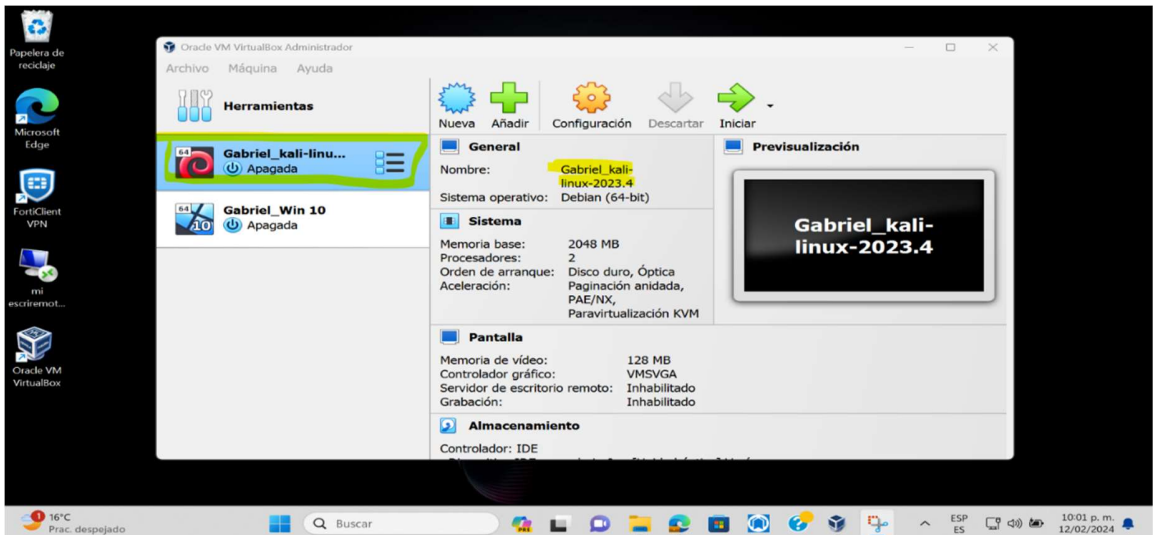 Papelera de
reciclaje
Microsoft
Edge
FortiClient
VPN
mi
escriremot...
Oracle VM
VirtualBox
Oracle VM VirtualBox Administrador
Archivo Máquina Ayuda
Herramientas
64
Gabriel_kali-linu...
Apagada
64
10
Gabriel_Win 10
Apagada
Nueva Añadir Configuración Descartar Iniciar
General
Nombre: Gabriel_kali-
linux-2023.4
Sistema operativo: Debian (64-bit)
Sistema
Memoria base: 2048 MB
Procesadores: 2
Orden de arranque: Disco duro, Óptica
Aceleración: Paginación anidada,
PAE/NX,
Paravirtualización KVM
Pantalla
Memoria de vídeo: 128 MB
Controlador gráfico: VMSVGA
Servidor de escritorio remoto: Inhabilitado
Grabación: Inhabilitado
Almacenamiento
Controlador: IDE
Previsualización
Gabriel_kali-
linux-2023.4
1
16°C
Prac. despejado
Buscar
PRE
ESP
ES
10:01 p. m.
12/02/2024